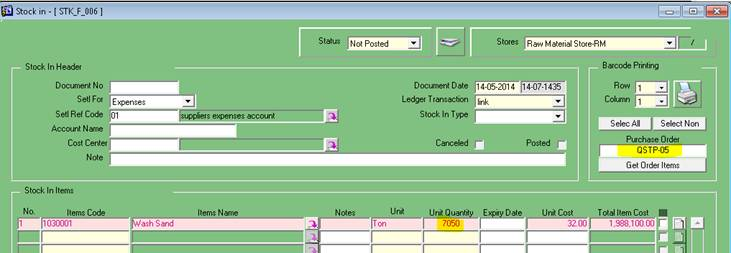 Stock in - [ STK_F_006 ]
Status Not Posted Stores Raw Material Store-RM /
Stock In Header Barcode Printing
Document No Document Date 14-05-2014 14-07-1435 Row 1
Setl For Expenses Ledger Transaction link Column 1
Setl Ref Code 01 suppliers expenses account Stock In Type
Account Name Selec All Select Non
Cost Center Canceled Posted Purchase Order
Note QSTP-05
Get Order Items
Stock In Items
No. Items Code Items Name Notes Unit Unit Quantity Expiry Date Unit Cost Total Item Cost
1 1030001 Wash Sand Ton 7050 32.00 1,988,100.00